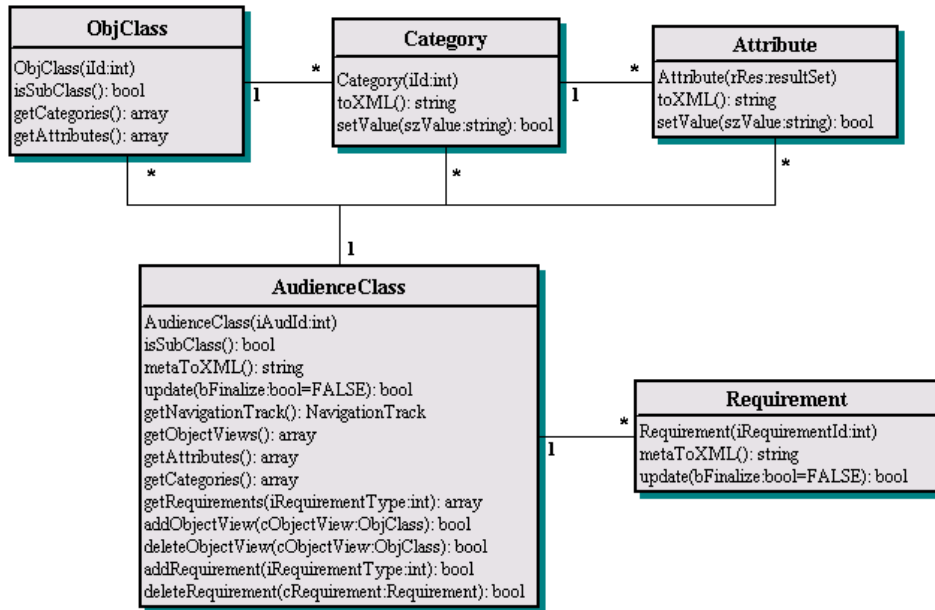 ObjClass
ObjClass(iId:int)
isSubClass(): bool
getCategories(): array
getAttributes(): array
1
*
Category
Category(iId:int)
toXML(): string
setValue(szValue:string): bool
1
*
Attribute
Attribute(rRes:resultSet)
toXML(): string
setValue(szValue:string): bool
*
*
*
1
AudienceClass
AudienceClass(iAudId:int)
isSubClass(): bool
metaToXML(): string
update(bFinalize:bool=FALSE): bool
getNavigationTrack(): NavigationTrack
getObjectViews(): array
getAttributes(): array
getCategories(): array
getRequirements(iRequirementType:int): array
addObjectView(cObjectView:ObjClass): bool
deleteObjectView(cObjectView:ObjClass): bool
addRequirement(iRequirementType:int): bool
deleteRequirement(cRequirement:Requirement): bool
1
*
Requirement
Requirement(iRequirementId:int)
metaToXML(): string
update(bFinalize:bool=FALSE): bool